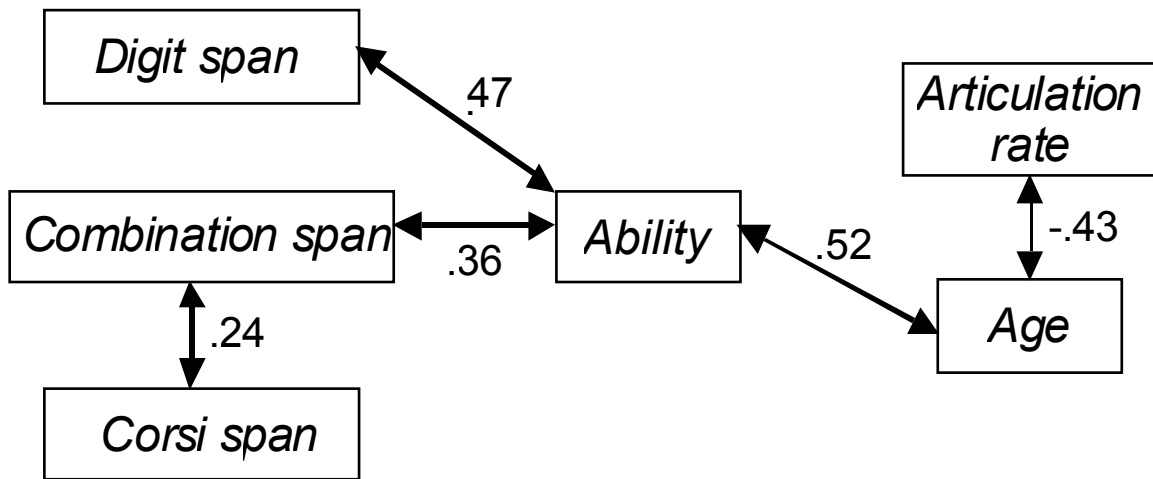 Digit span
.47
Articulation
rate
Combination span
.36
Ability
.52
-.43
Age
.24
Corsi span